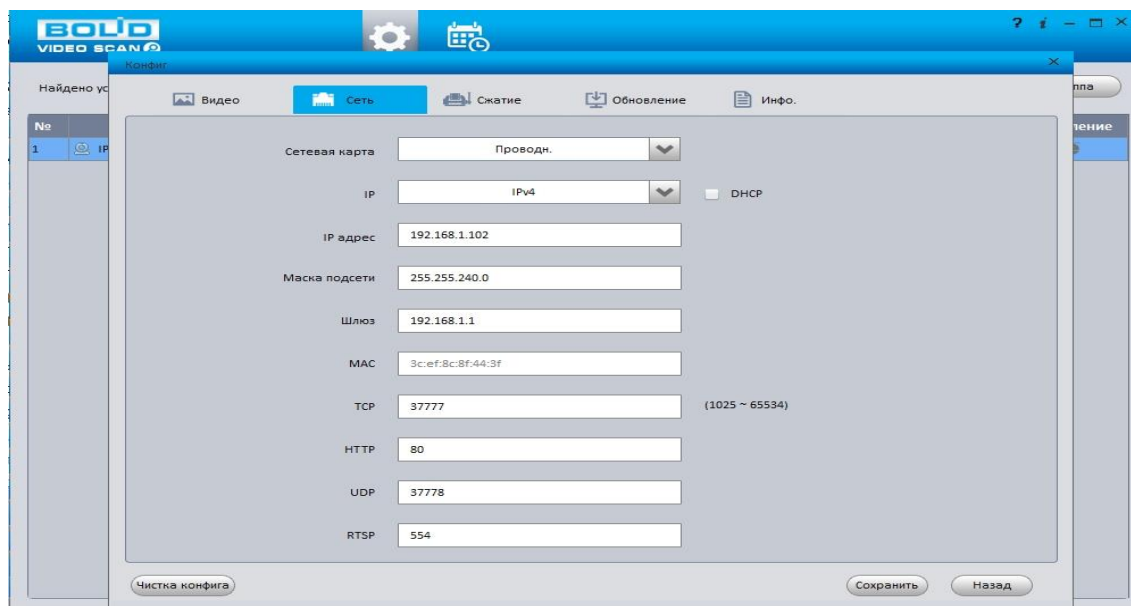 BOLID
VIDEO SCAN
? i
Конфиг
Найдено ус
ппа
Видео Сеть Сжатие Обновление Инфо.
№
ление
1 IP
Сетевая карта Проводн.
IP IPv4 DHCP
IP адрес 192.168.1.102
Маска подсети 255.255.240.0
Шлюз 192.168.1.1
MAC 3c:ef:8c:8f:44:3f
TCP 37777 (1025 ~ 65534)
HTTP 80
UDP 37778
RTSP 554
Чистка конфига Сохранить Назад